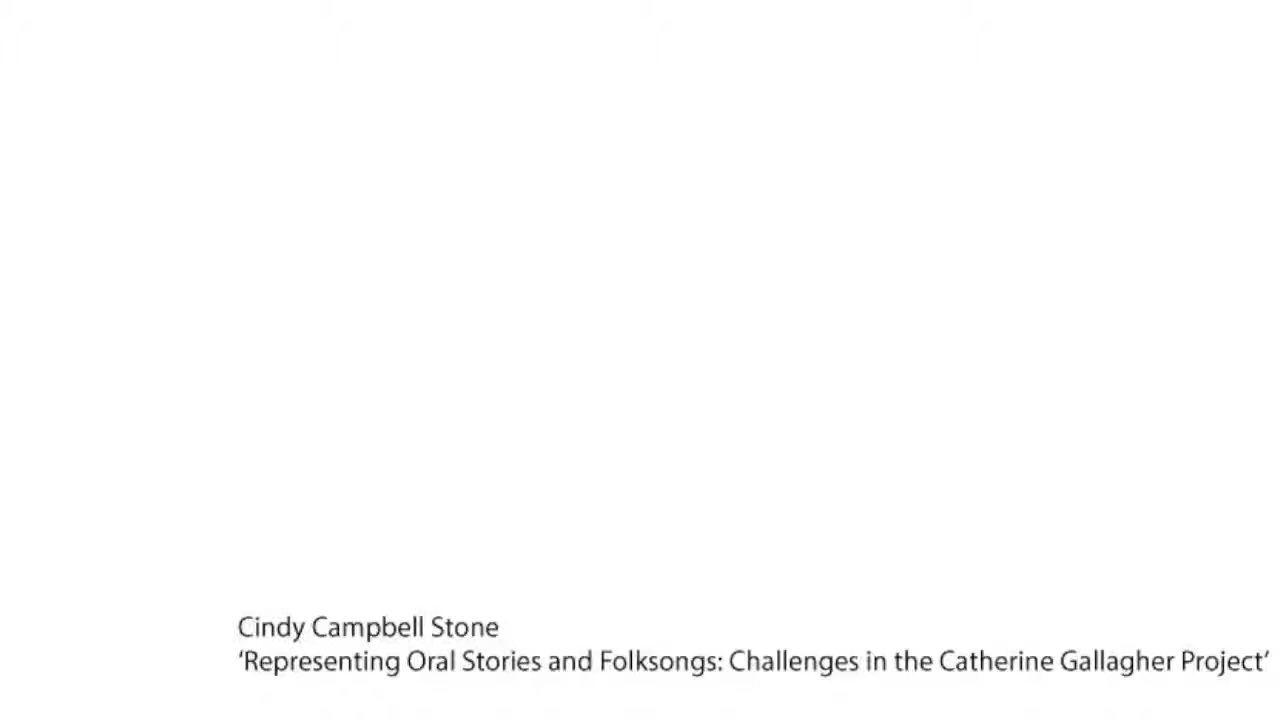 Cindy Campbell Stone
‘Representing Oral Stories and Folksongs: Challenges in the Catherine Gallagher Project’